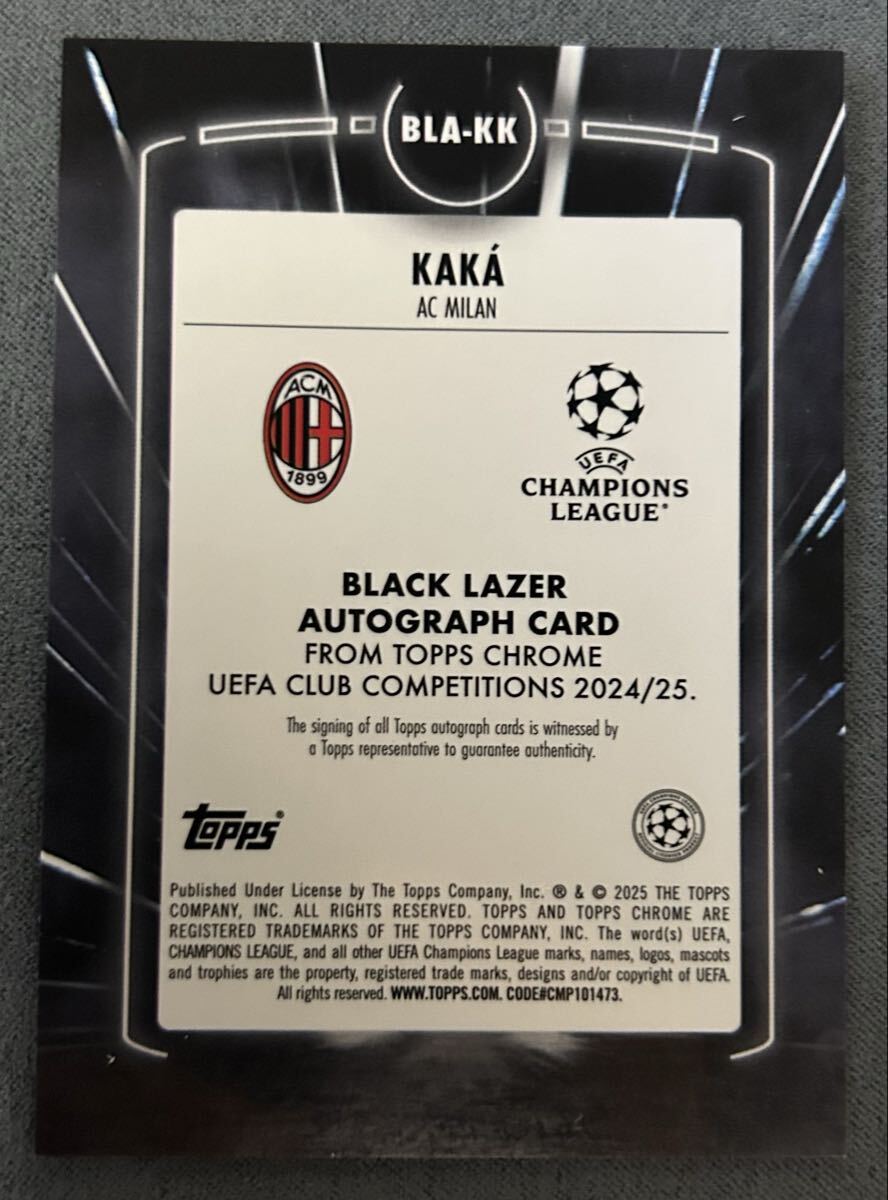 BLA-KK
KAKÁ
AC MILAN
ACM
1899
UEFA
CHAMPIONS
LEAGUE®
BLACK LAZER
AUTOGRAPH CARD
FROM TOPPS CHROME
UEFA CLUB COMPETITIONS 2024/25.
The signing of all Topps autograph cards is witnessed by
a Topps representative to guarantee authenticity.
topps®
Published Under License by The Topps Company, Inc. ® & © 2025 THE TOPPS
COMPANY, INC. ALL RIGHTS RESERVED. TOPPS AND TOPPS CHROME ARE
REGISTERED TRADEMARKS OF THE TOPPS COMPANY, INC. The word(s) UEFA,
CHAMPIONS LEAGUE, and all other UEFA Champions League marks, names, logos, mascots
and trophies are the property, registered trade marks, designs and/or copyright of UEFA.
All rights reserved. WWW.TOPPS.COM. CODE#CMP101473.